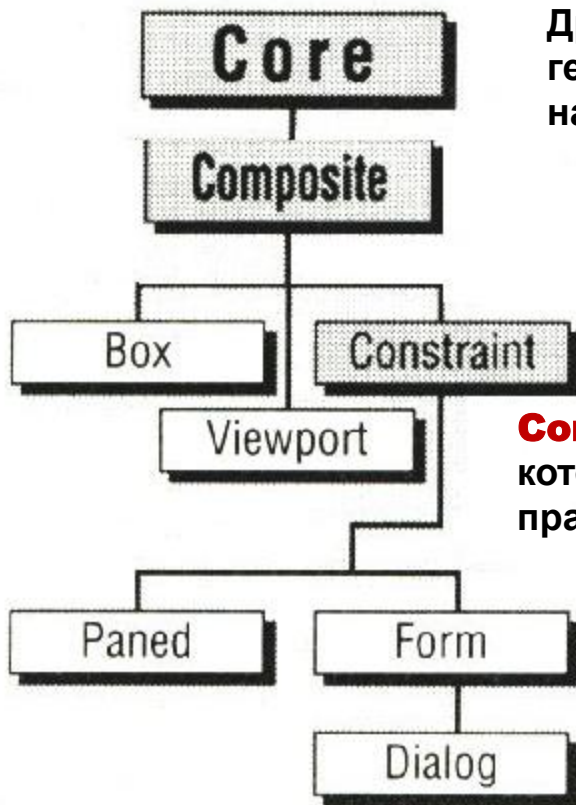 Core
Composite
Box
Constraint
Viewport
Paned
Form
Dialog